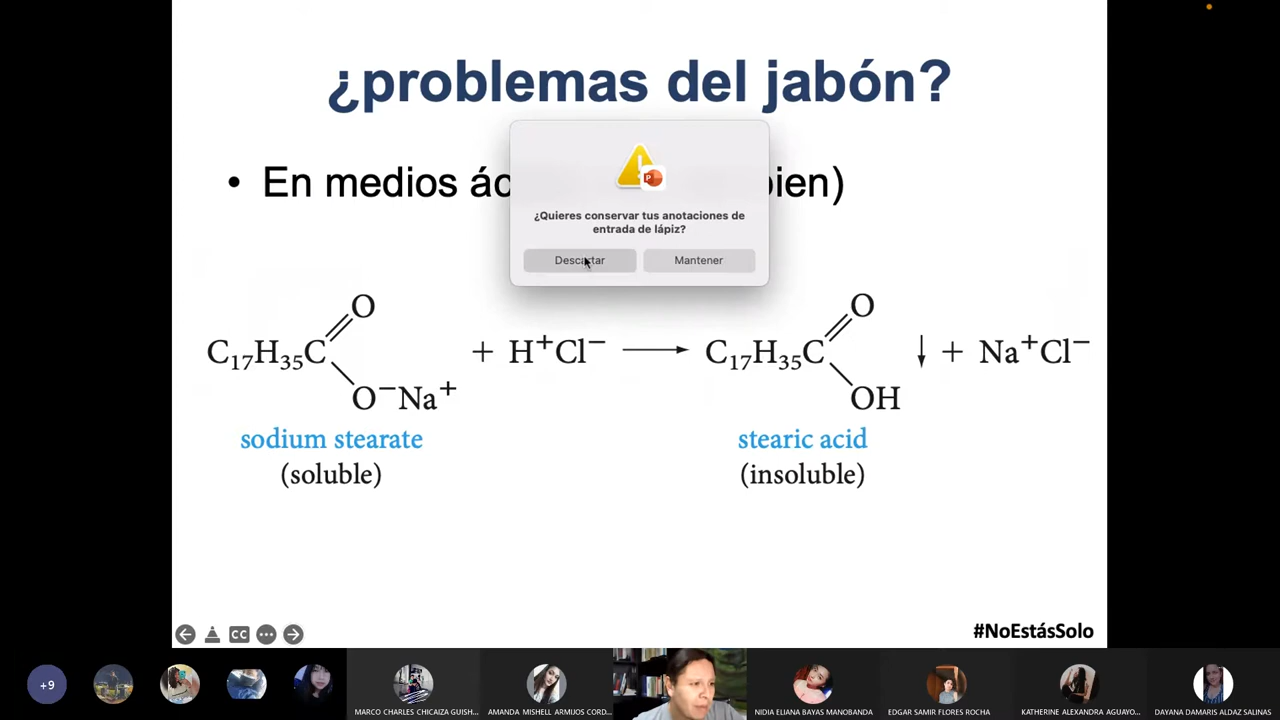 ¿problemas del jabón?
• En medios ác bien)
¿Quieres conservar tus anotaciones de
entrada de lápiz?
Descartar
Mantener
O
O
C₁₇H₃₅C
+ H⁺Cl⁻
C₁₇H₃₅C
↓ + Na⁺Cl⁻
O⁻Na⁺
OH
sodium stearate
stearic acid
(soluble)
(insoluble)
CC
#NoEstásSolo
+9
MARCO CHARLES CHICAIZA GUISH...
AMANDA MISHELL ARMIJOS CORD...
NIDIA ELIANA BAYAS MANOBANDA
EDGAR SAMIR FLORES ROCHA
KATHERINE ALEXANDRA AGUAYO...
DAYANA DAMARIS ALDAZ SALINAS